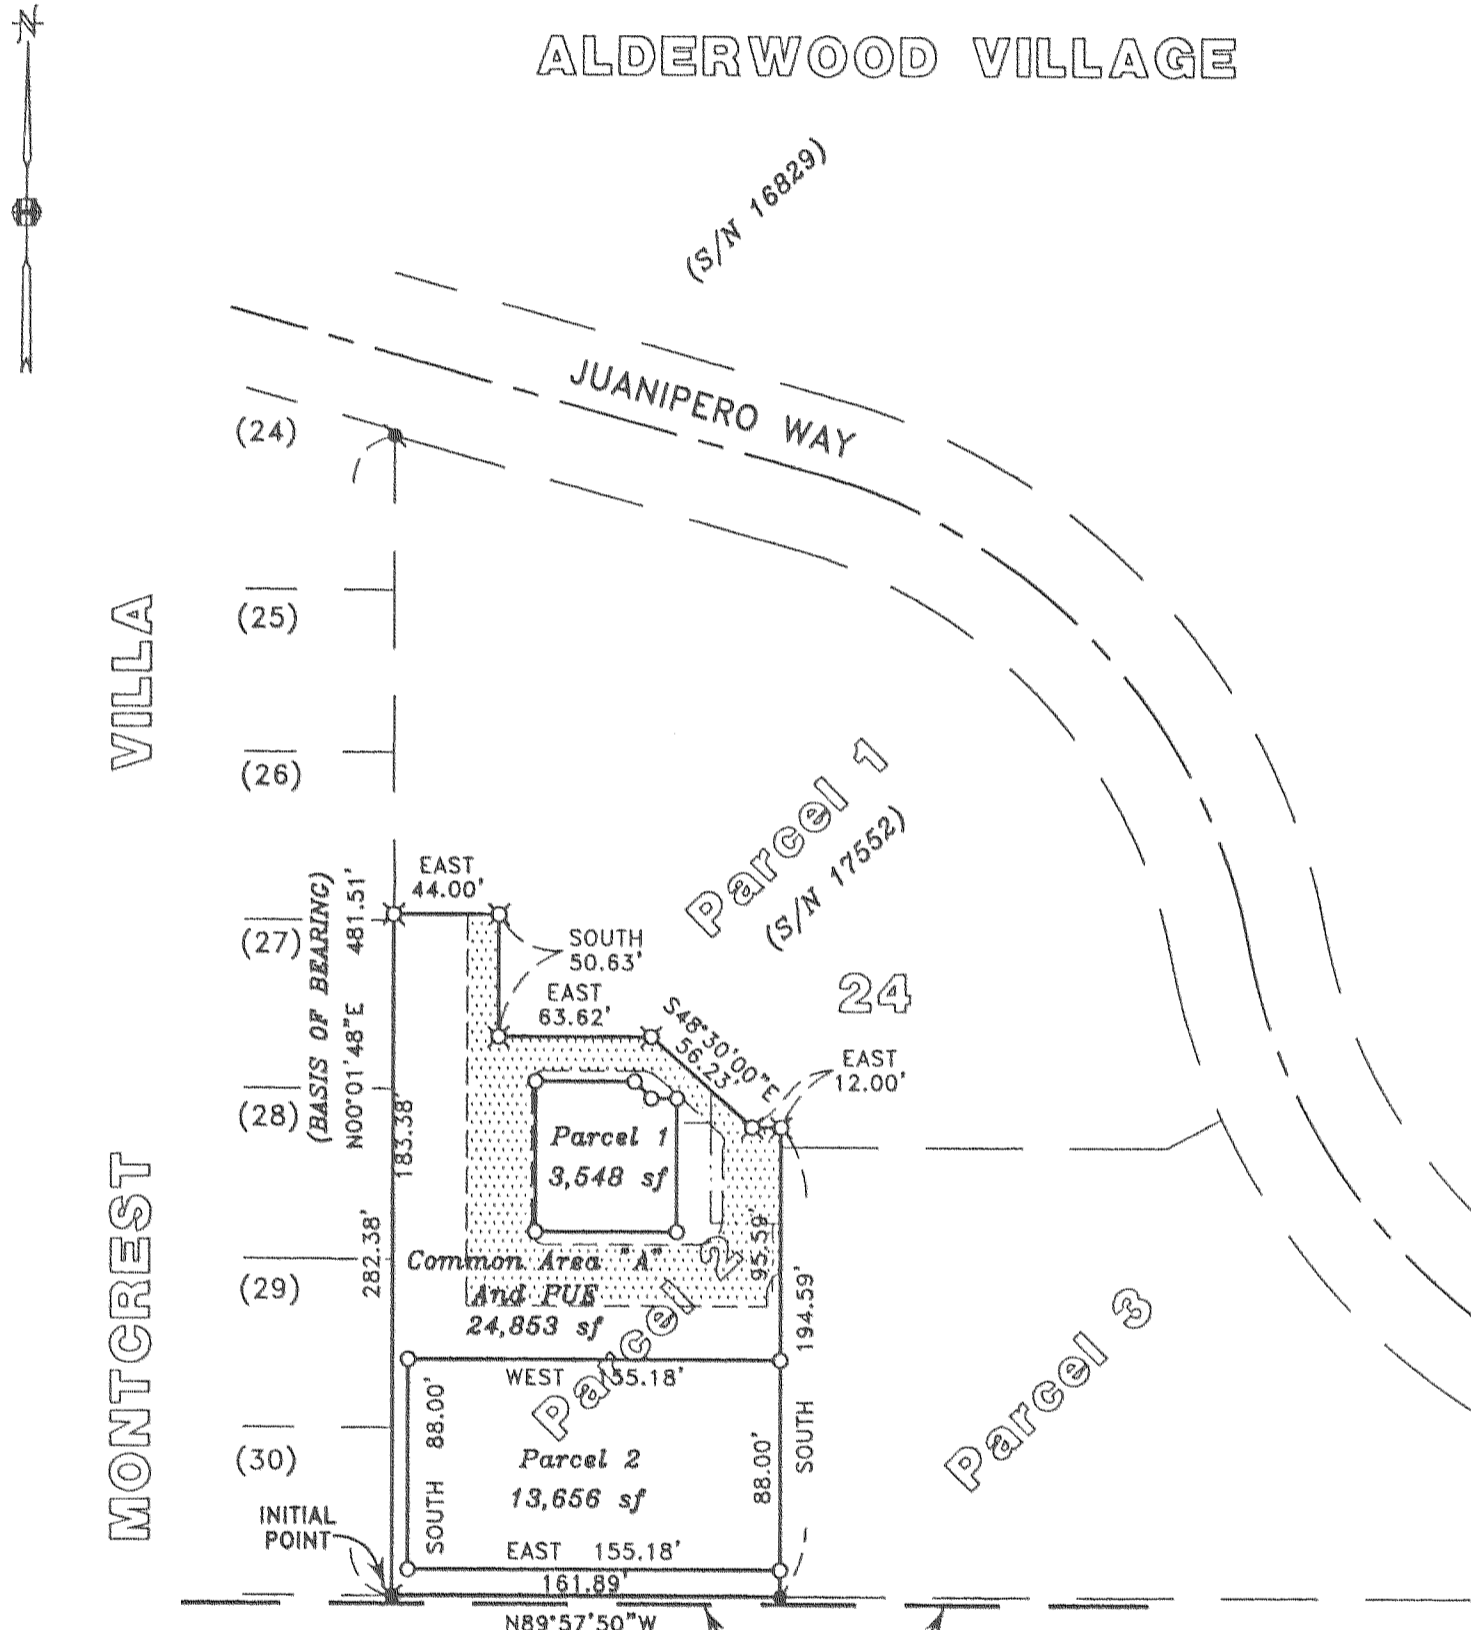 N
ALDERWOOD VILLAGE
(S/N 16829)
JUANIPERO WAY
(24)
(25)
(26)
(27)
(28)
(29)
(30)
VILLA
MONTCREST
Parcel 1
(S/N 17552)
24
EAST
44.00'
SOUTH
50.63'
EAST
63.62'
S48°30'00"E
56.23'
EAST
12.00'
(BASIS OF BEARING)
N00°01'48"E 481.51'
183.38'
282.38'
Parcel 1
3,548 sf
Common Area "A"
And PUE
24,853 sf
Parcel 2
95.59'
194.59'
SOUTH
WEST 155.18'
SOUTH 88.00'
88.00'
Parcel 2
13,656 sf
EAST 155.18'
161.89'
N89°57'50"W
INITIAL
POINT
Parcel 3